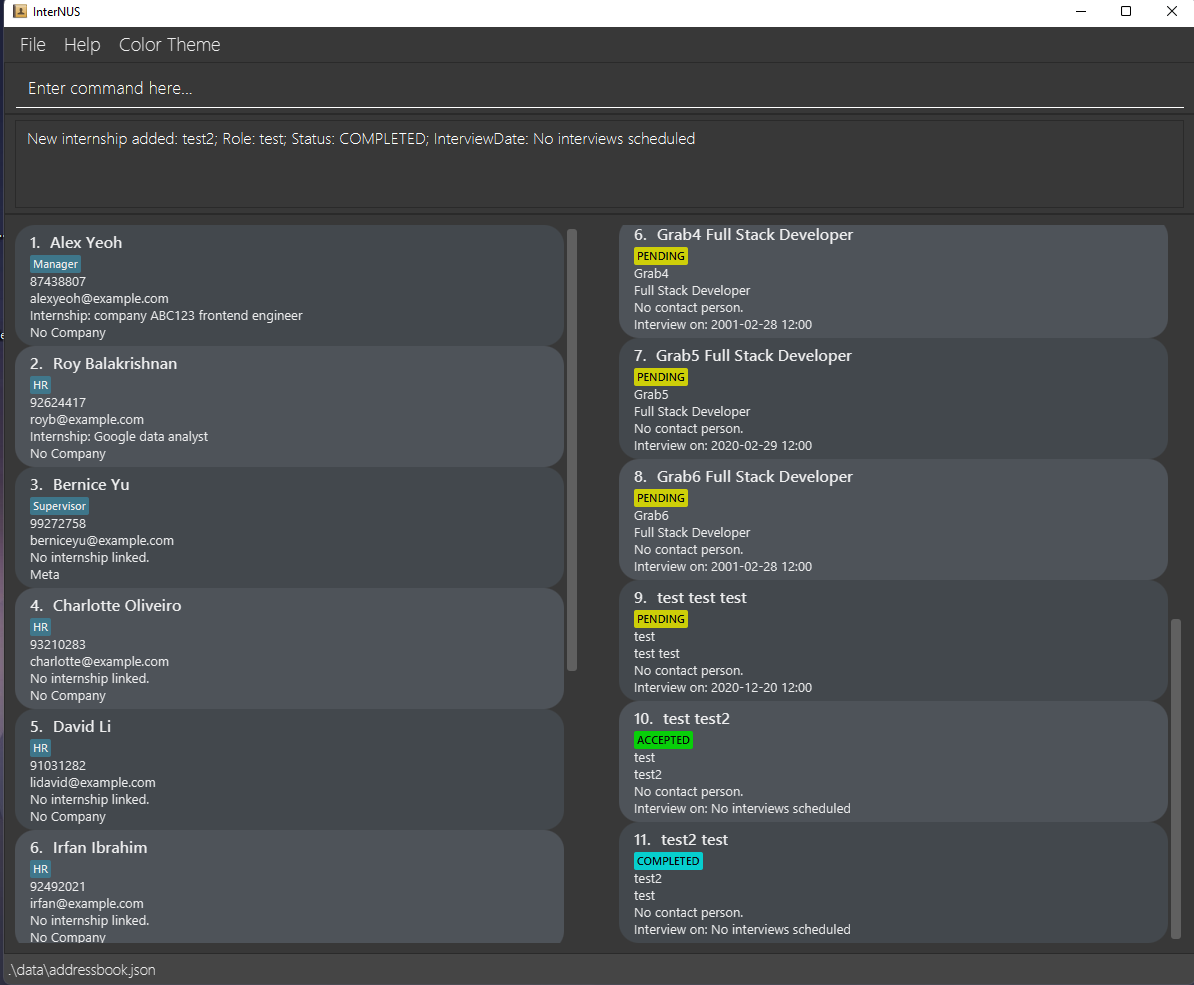 InterNUS
File Help Color Theme
Enter command here...
New internship added: test2; Role: test; Status: COMPLETED; InterviewDate: No interviews scheduled
1. Alex Yeoh
Manager
87438807
alexyeoh@example.com
Internship: company ABC123 frontend engineer
No Company
2. Roy Balakrishnan
HR
92624417
royb@example.com
Internship: Google data analyst
No Company
3. Bernice Yu
Supervisor
99272758
berniceyu@example.com
No internship linked.
Meta
4. Charlotte Oliveiro
HR
93210283
charlotte@example.com
No internship linked.
No Company
5. David Li
HR
91031282
lidavid@example.com
No internship linked.
No Company
6. Irfan Ibrahim
HR
92492021
irfan@example.com
No internship linked.
No Company
6. Grab4 Full Stack Developer
PENDING
Grab4
Full Stack Developer
No contact person.
Interview on: 2001-02-28 12:00
7. Grab5 Full Stack Developer
PENDING
Grab5
Full Stack Developer
No contact person.
Interview on: 2020-02-29 12:00
8. Grab6 Full Stack Developer
PENDING
Grab6
Full Stack Developer
No contact person.
Interview on: 2001-02-28 12:00
9. test test test
PENDING
test
test test
No contact person.
Interview on: 2020-12-20 12:00
10. test test2
ACCEPTED
test
test2
No contact person.
Interview on: No interviews scheduled
11. test2 test
COMPLETED
test2
test
No contact person.
Interview on: No interviews scheduled
.\data\addressbook.json